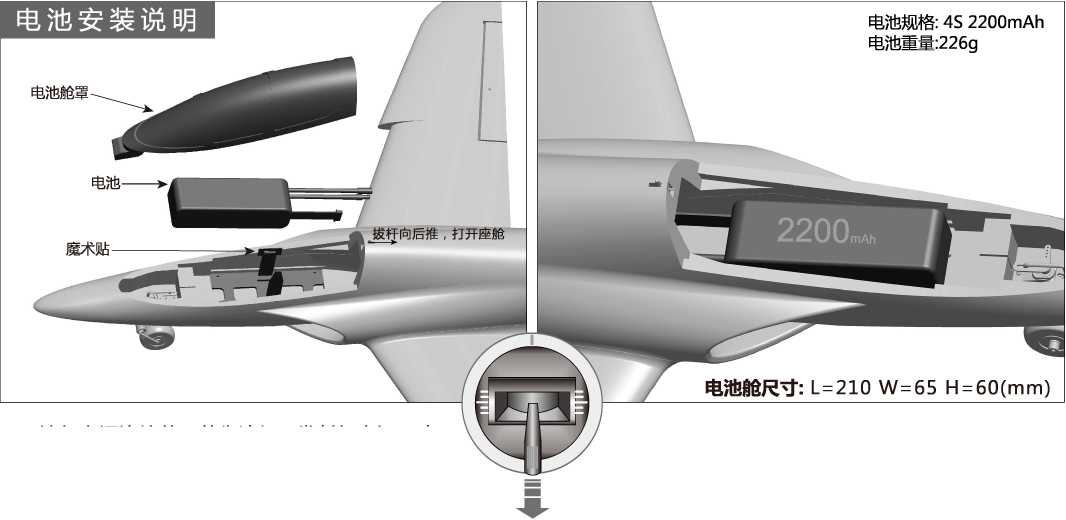 电池安装说明
电池舱罩
电池
魔术贴
拔杆向后推，打开座舱
电池规格: 4S 2200mAh
电池重量:226g
2200mAh
电池舱尺寸: L=210 W=65 H=60(mm)